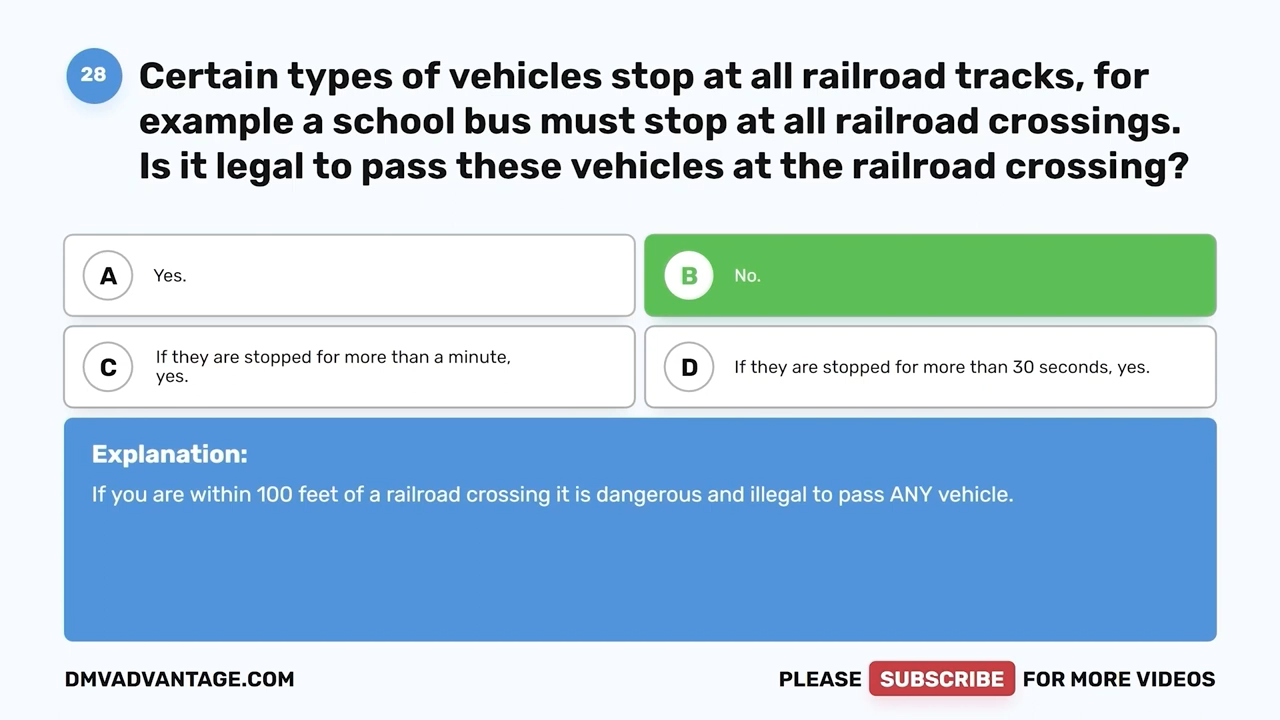 28
Certain types of vehicles stop at all railroad tracks, for
example a school bus must stop at all railroad crossings.
Is it legal to pass these vehicles at the railroad crossing?
A Yes.
B No.
C If they are stopped for more than a minute,
yes.
D If they are stopped for more than 30 seconds, yes.
Explanation:
If you are within 100 feet of a railroad crossing it is dangerous and illegal to pass ANY vehicle.
DMVADVANTAGE.COM
PLEASE SUBSCRIBE FOR MORE VIDEOS